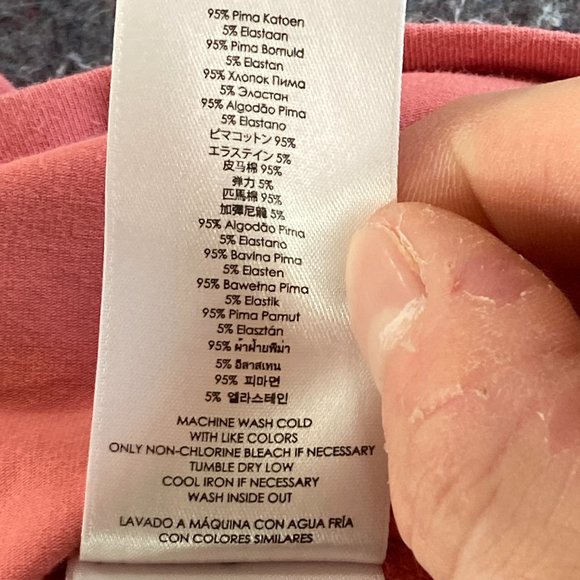 95% Pima Katoen
5% Elastaan
95% Pima Bomuld
5% Elastan
95% Хлопок Пима
5% Эластан
95% Algodão Pima
5% Elastano
ピマコットン 95%
エラステイン 5%
皮马棉 95%
弹力 5%
匹馬棉 95%
加彈尼龍 5%
95% Algodão Pima
5% Elastano
95% Bavlna Pima
5% Elasten
95% Bawełna Pima
5% Elastik
95% Pima Pamut
5% Elasztán
95% ผ้าฝ้ายพีม่า
5% อีลาสเทน
95% 피마면
5% 엘라스테인
MACHINE WASH COLD
WITH LIKE COLORS
ONLY NON-CHLORINE BLEACH IF NECESSARY
TUMBLE DRY LOW
COOL IRON IF NECESSARY
WASH INSIDE OUT
LAVADO A MÁQUINA CON AGUA FRÍA
CON COLORES SIMILARES